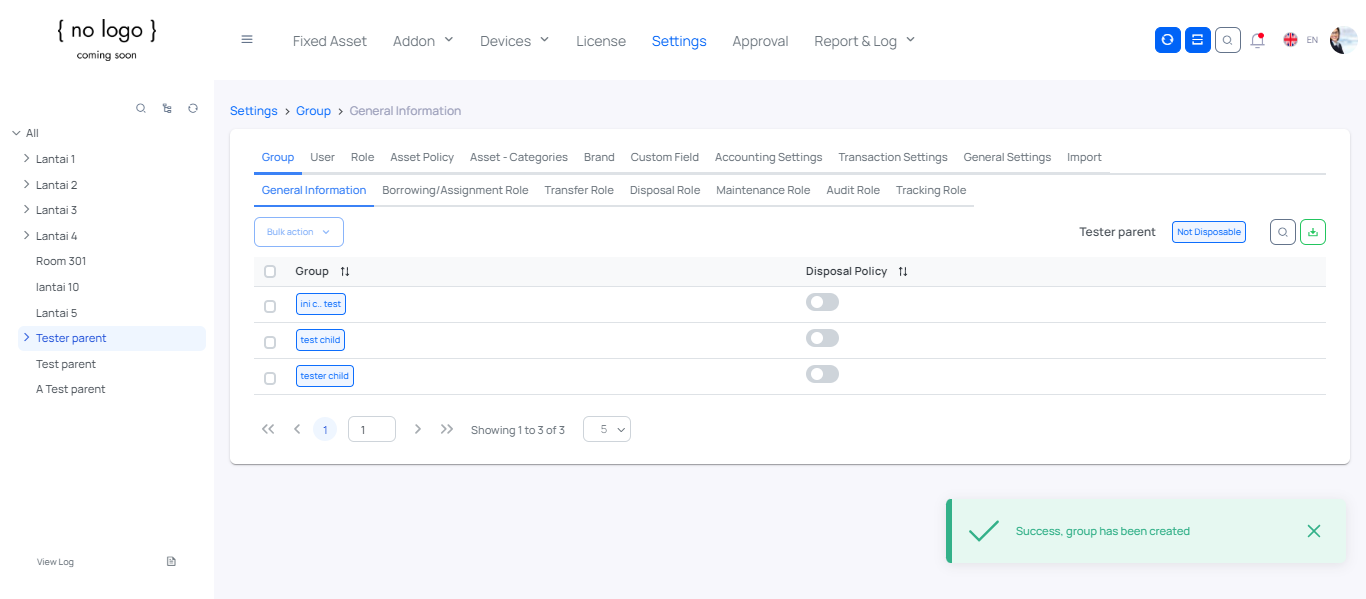 { no logo }
coming soon
Fixed Asset Addon Devices License Settings Approval Report & Log EN
All
Lantai 1
Lantai 2
Lantai 3
Lantai 4
Room 301
lantai 10
Lantai 5
Tester parent
Test parent
A Test parent
View Log
Settings > Group > General Information
Group User Role Asset Policy Asset - Categories Brand Custom Field Accounting Settings Transaction Settings General Settings Import
General Information Borrowing/Assignment Role Transfer Role Disposal Role Maintenance Role Audit Role Tracking Role
Bulk action Tester parent Not Disposable
Group Disposal Policy
ini c.. test
test child
tester child
1 1 Showing 1 to 3 of 3 5
Success, group has been created